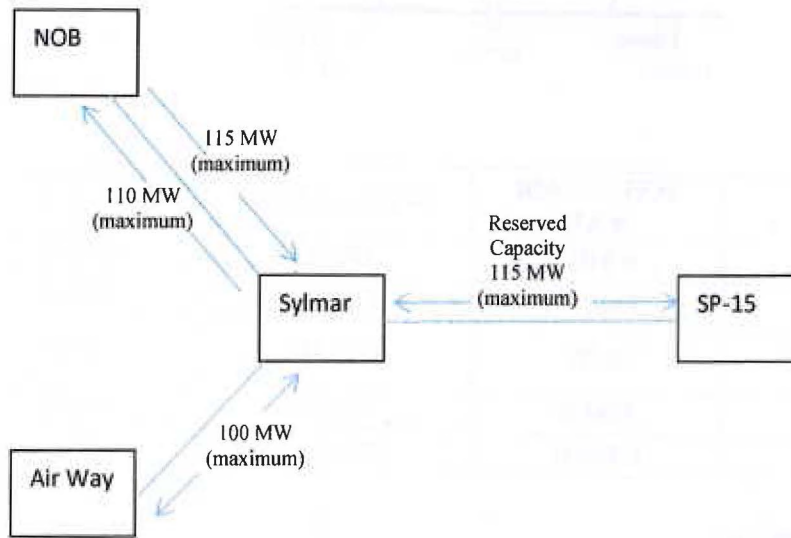 NOB
115 MW
(maximum)
110 MW
(maximum)
Reserved
Capacity
115 MW
(maximum)
Sylmar
SP-15
100 MW
(maximum)
Air Way